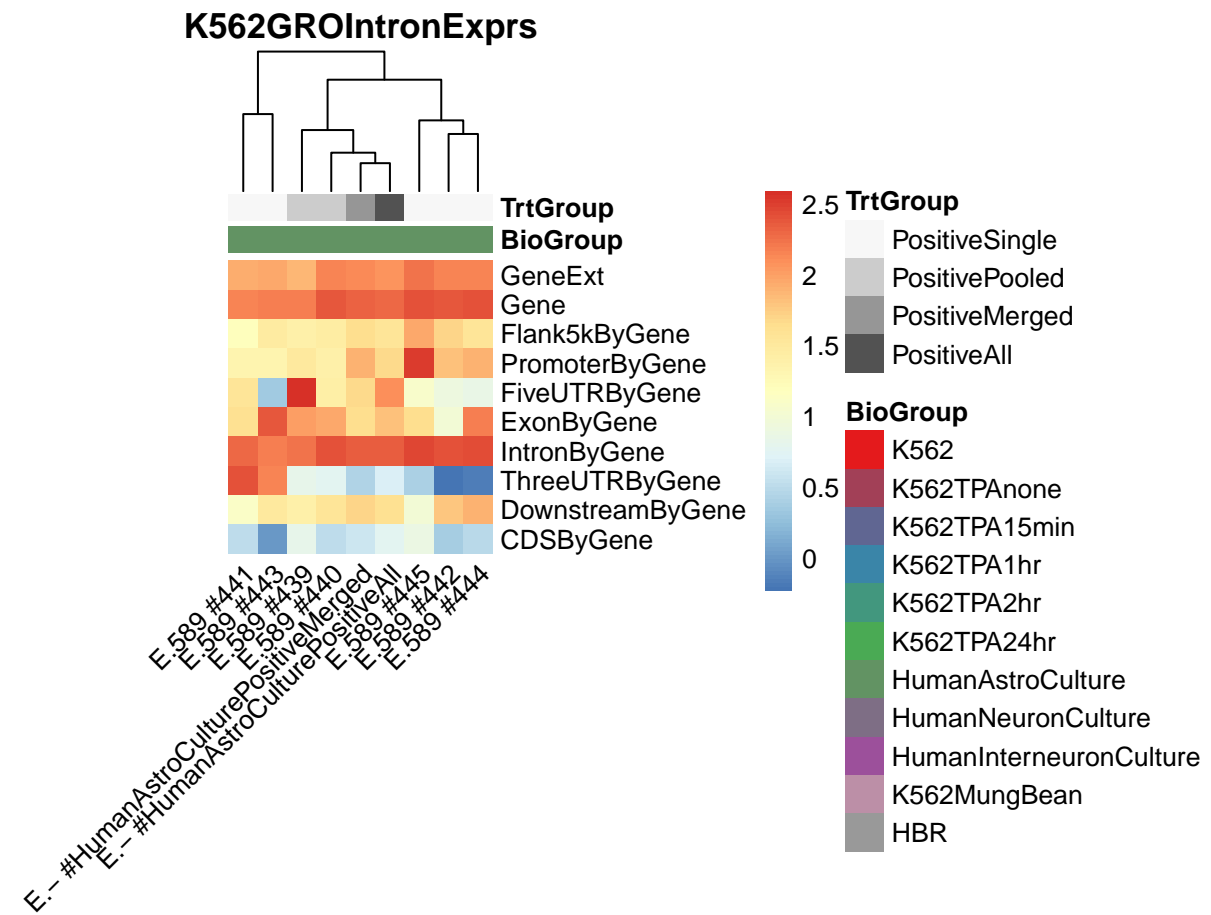 K562GROIntronExprs
TrtGroup
BioGroup
GeneExt
Gene
Flank5kByGene
PromoterByGene
FiveUTRByGene
ExonByGene
IntronByGene
ThreeUTRByGene
DownstreamByGene
CDSByGene
E.589 #441
E.589 #443
E.589 #439
E.589 #440
E.– #HumanAstroCulturePositiveMerged
E.– #HumanAstroCulturePositiveAll
E.589 #445
E.589 #442
E.589 #444
2.5
2
1.5
1
0.5
0
TrtGroup
PositiveSingle
PositivePooled
PositiveMerged
PositiveAll
BioGroup
K562
K562TPAnone
K562TPA15min
K562TPA1hr
K562TPA2hr
K562TPA24hr
HumanAstroCulture
HumanNeuronCulture
HumanInterneuronCulture
K562MungBean
HBR